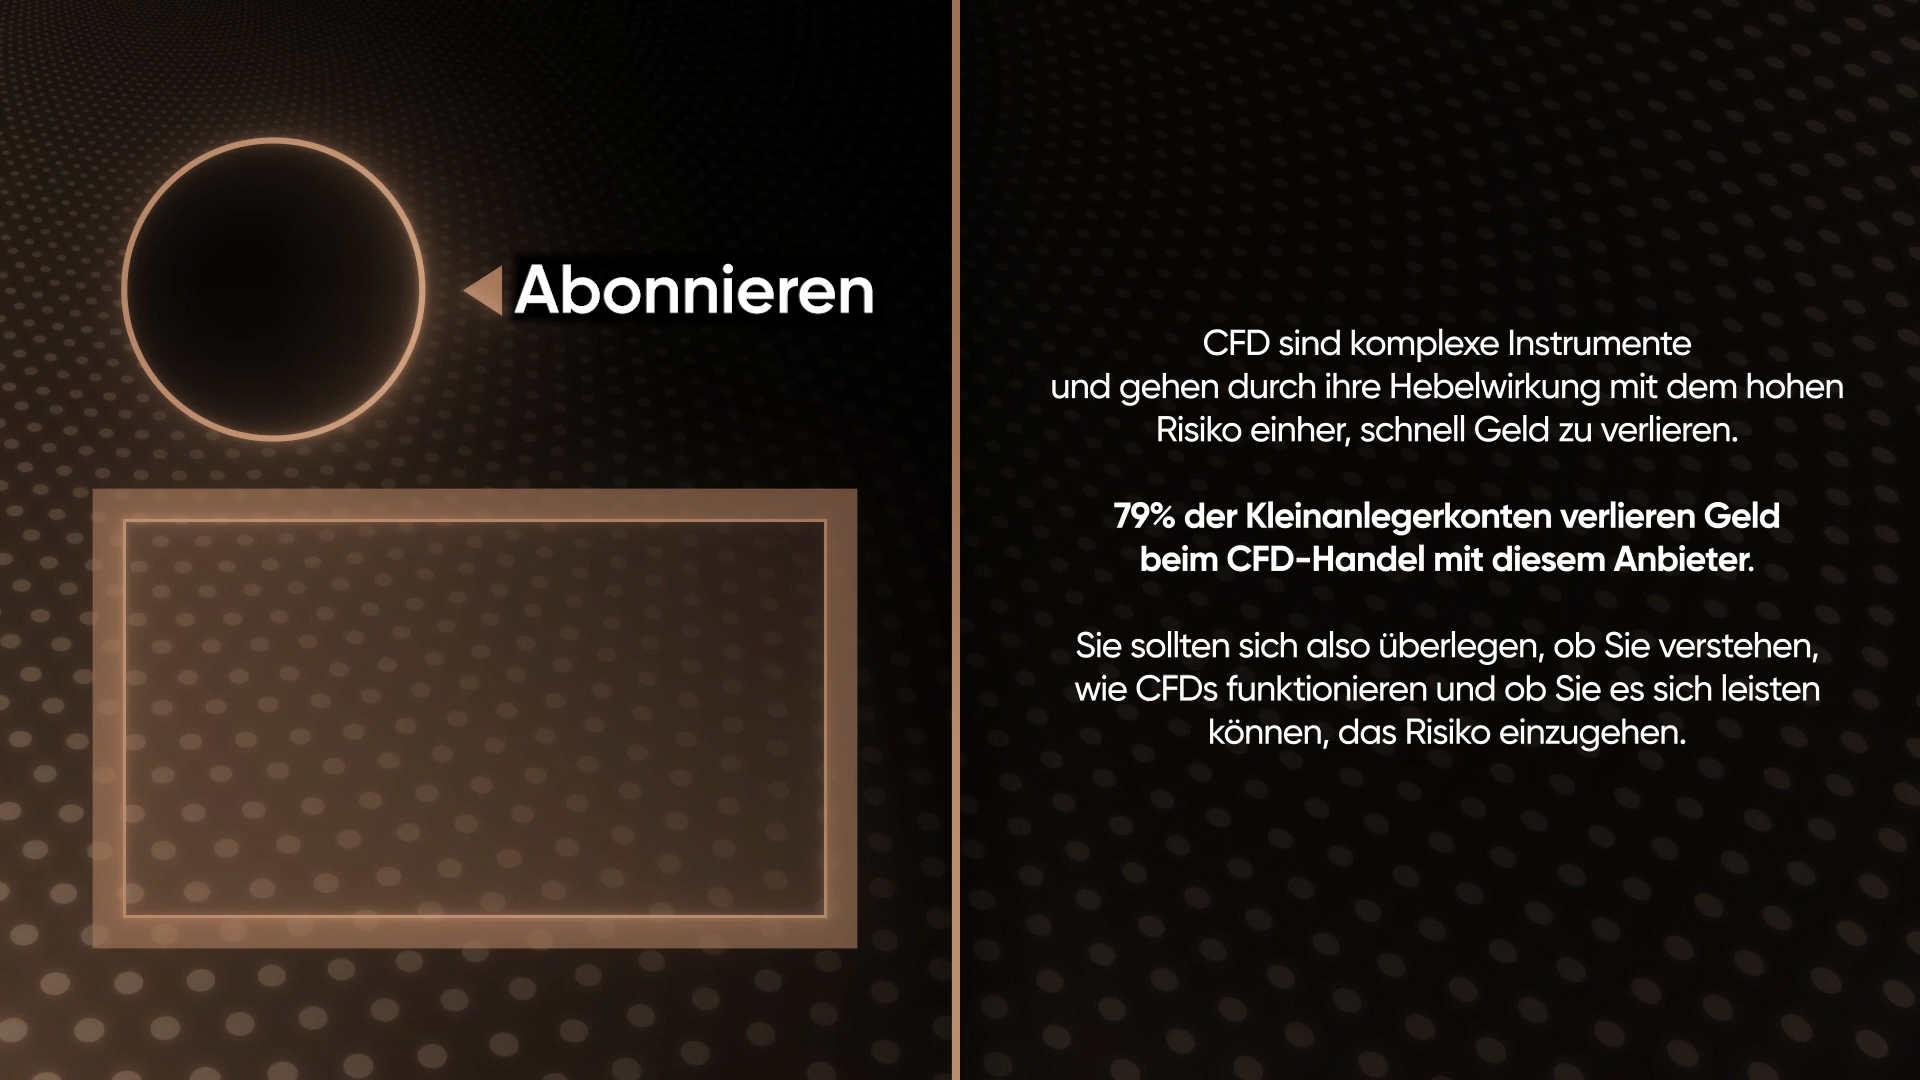 Abonnieren
CFD sind komplexe Instrumente
und gehen durch ihre Hebelwirkung mit dem hohen
Risiko einher, schnell Geld zu verlieren.
79% der Kleinanlegerkonten verlieren Geld
beim CFD-Handel mit diesem Anbieter.
Sie sollten sich also überlegen, ob Sie verstehen,
wie CFDs funktionieren und ob Sie es sich leisten
können, das Risiko einzugehen.